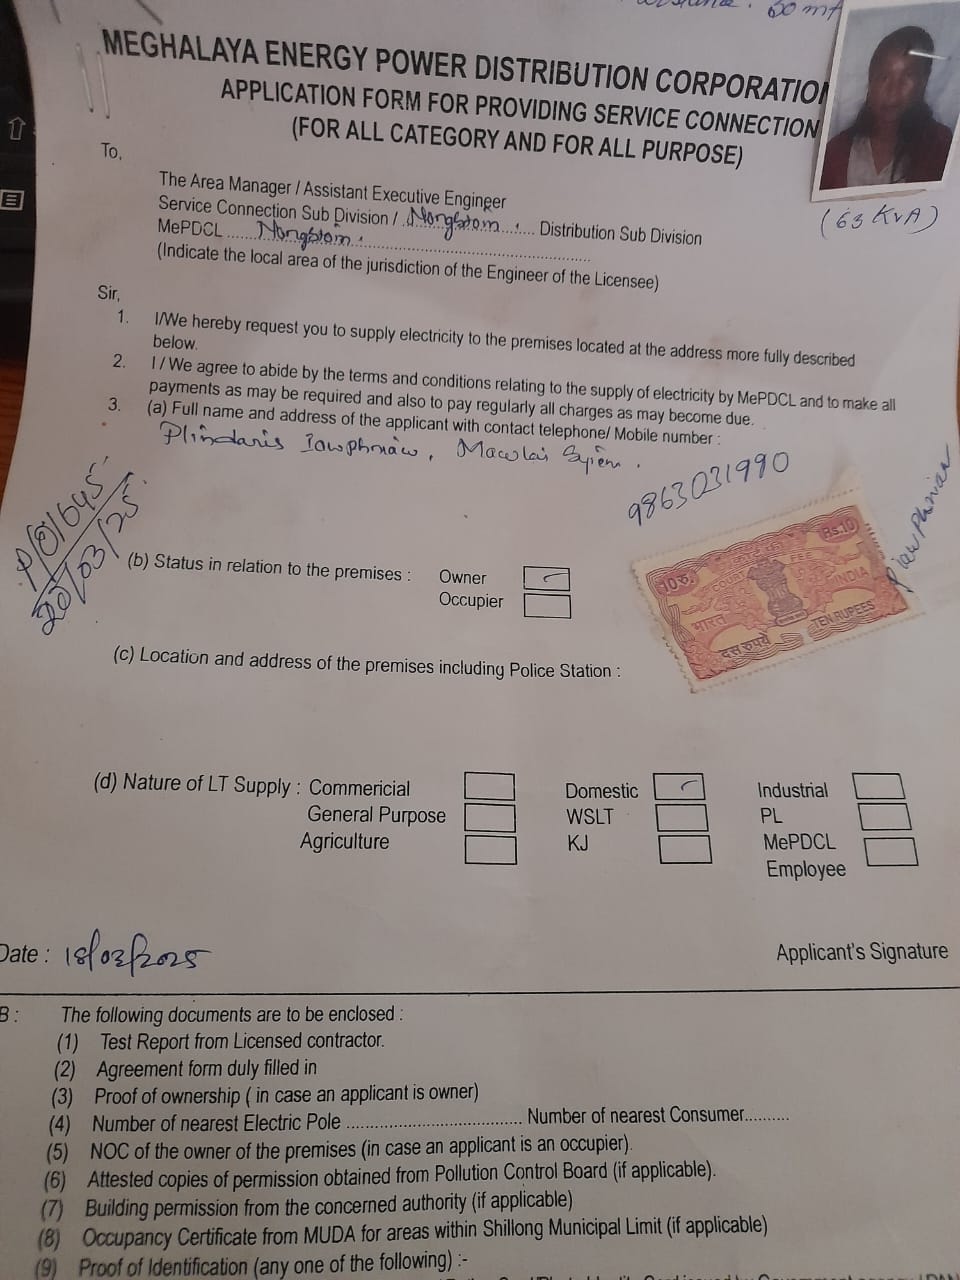 60 mt
MEGHALAYA ENERGY POWER DISTRIBUTION CORPORATION
APPLICATION FORM FOR PROVIDING SERVICE CONNECTION
(FOR ALL CATEGORY AND FOR ALL PURPOSE)
(63 KVA)
To,
The Area Manager / Assistant Executive Engineer
Service Connection Sub Division / Nongstoin Distribution Sub Division
MePDCL ...... Nongstoin ......
(Indicate the local area of the jurisdiction of the Engineer of the Licensee)
Sir,
1. I/We hereby request you to supply electricity to the premises located at the address more fully described
below.
2. I / We agree to abide by the terms and conditions relating to the supply of electricity by MePDCL and to make all
payments as may be required and also to pay regularly all charges as may become due.
3. (a) Full name and address of the applicant with contact telephone/ Mobile number :
Plindaris Iawphniaw, Mawlai Syiem.
9863031990
P/01645
20/03/25
(b) Status in relation to the premises : Owner
Occupier
10रु. COURT FEE Rs.10
भारत INDIA
दस रुपये TEN RUPEES
(c) Location and address of the premises including Police Station :
(d) Nature of LT Supply : Commericial Domestic Industrial
General Purpose WSLT PL
Agriculture KJ MePDCL
Employee
Date : 18/03/2025 Applicant's Signature
B : The following documents are to be enclosed :
(1) Test Report from Licensed contractor.
(2) Agreement form duly filled in
(3) Proof of ownership ( in case an applicant is owner)
(4) Number of nearest Electric Pole .................................. Number of nearest Consumer..........
(5) NOC of the owner of the premises (in case an applicant is an occupier).
(6) Attested copies of permission obtained from Pollution Control Board (if applicable).
(7) Building permission from the concerned authority (if applicable)
(8) Occupancy Certificate from MUDA for areas within Shillong Municipal Limit (if applicable)
(9) Proof of Identification (any one of the following) :-